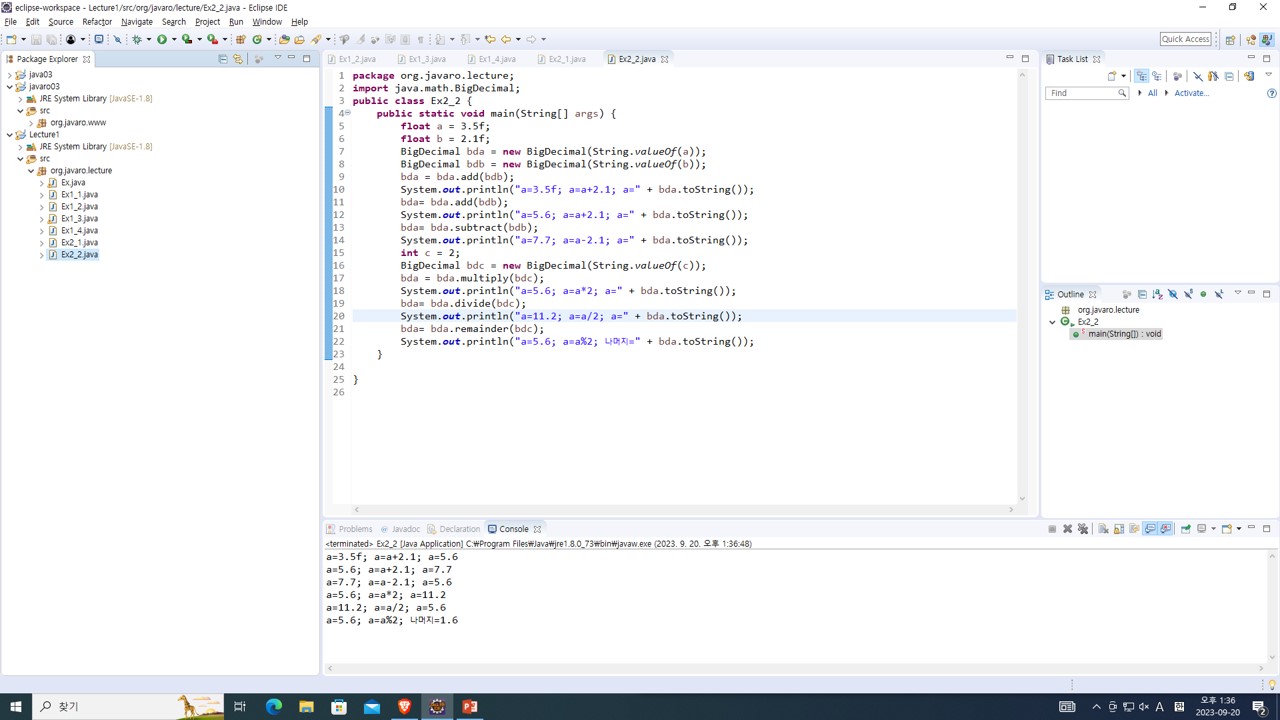 eclipse-workspace - Lecture1/src/org/javaro/lecture/Ex2_2.java - Eclipse IDE
File Edit Source Refactor Navigate Search Project Run Window Help
Quick Access
Package Explorer
java03
javaro03
JRE System Library [JavaSE-1.8]
src
org.javaro.www
Lecture1
JRE System Library [JavaSE-1.8]
src
org.javaro.lecture
Ex.java
Ex1_1.java
Ex1_2.java
Ex1_3.java
Ex1_4.java
Ex2_1.java
Ex2_2.java
Ex1_2.java Ex1_3.java Ex1_4.java Ex2_1.java Ex2_2.java
1 package org.javaro.lecture;
2 import java.math.BigDecimal;
3 public class Ex2_2 {
4 public static void main(String[] args) {
5 float a = 3.5f;
6 float b = 2.1f;
7 BigDecimal bda = new BigDecimal(String.valueOf(a));
8 BigDecimal bdb = new BigDecimal(String.valueOf(b));
9 bda = bda.add(bdb);
10 System.out.println("a=3.5f; a=a+2.1; a=" + bda.toString());
11 bda= bda.add(bdb);
12 System.out.println("a=5.6; a=a+2.1; a=" + bda.toString());
13 bda= bda.subtract(bdb);
14 System.out.println("a=7.7; a=a-2.1; a=" + bda.toString());
15 int c = 2;
16 BigDecimal bdc = new BigDecimal(String.valueOf(c));
17 bda = bda.multiply(bdc);
18 System.out.println("a=5.6; a=a*2; a=" + bda.toString());
19 bda= bda.divide(bdc);
20 System.out.println("a=11.2; a=a/2; a=" + bda.toString());
21 bda= bda.remainder(bdc);
22 System.out.println("a=5.6; a=a%2; 나머지=" + bda.toString());
23 }
24
25 }
26
Task List
Find All Activate...
Outline
org.javaro.lecture
Ex2_2
main(String[]) : void
Problems Javadoc Declaration Console
<terminated> Ex2_2 [Java Application] C:₩Program Files₩Java₩jre1.8.0_73₩bin₩javaw.exe (2023. 9. 20. 오후 1:36:48)
a=3.5f; a=a+2.1; a=5.6
a=5.6; a=a+2.1; a=7.7
a=7.7; a=a-2.1; a=5.6
a=5.6; a=a*2; a=11.2
a=11.2; a=a/2; a=5.6
a=5.6; a=a%2; 나머지=1.6
찾기
A 한
오후 1:36
2023-09-20
2